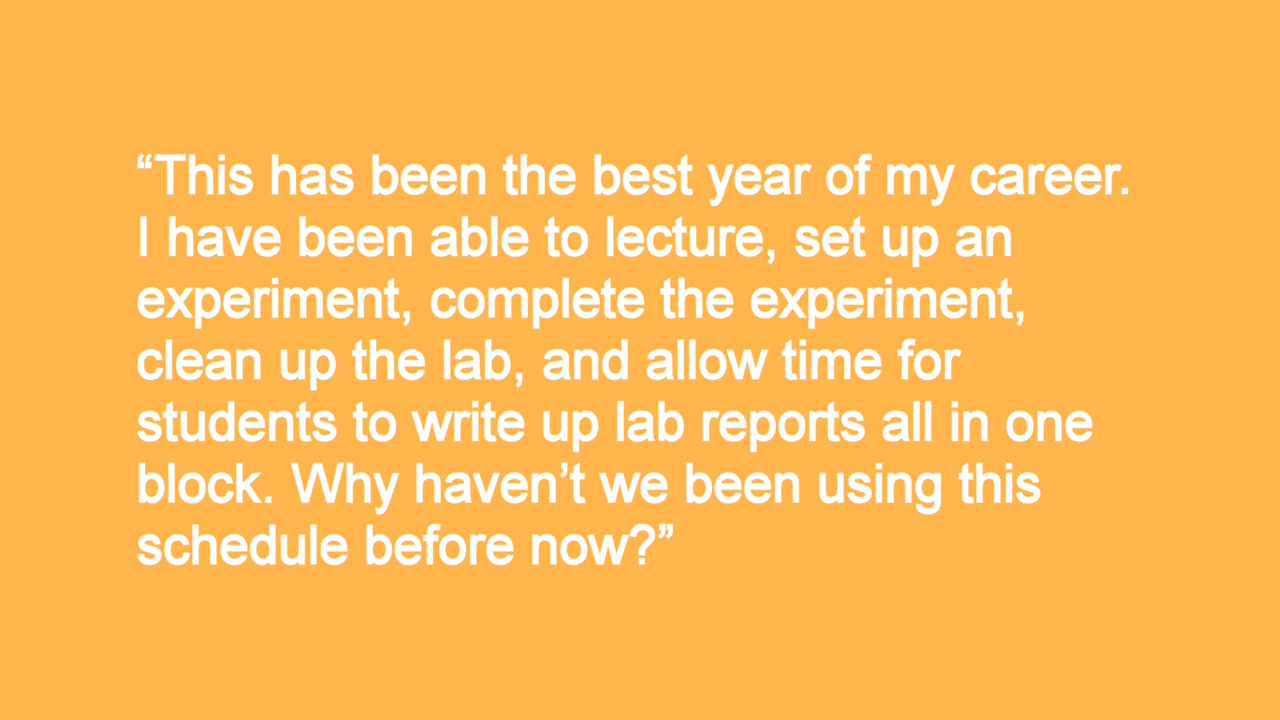 “This has been the best year of my career.
I have been able to lecture, set up an
experiment, complete the experiment,
clean up the lab, and allow time for
students to write up lab reports all in one
block. Why haven’t we been using this
schedule before now?”